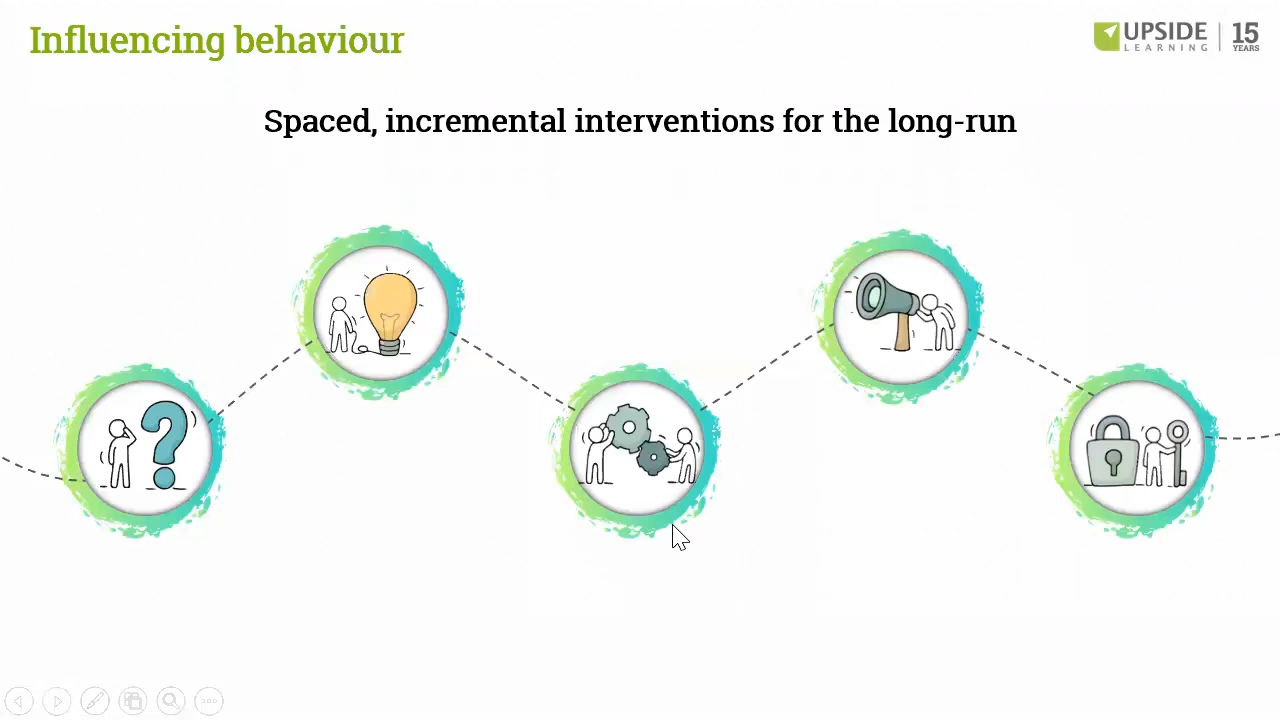 Influencing behaviour
UPSIDE
LEARNING
15
YEARS
Spaced, incremental interventions for the long-run
?